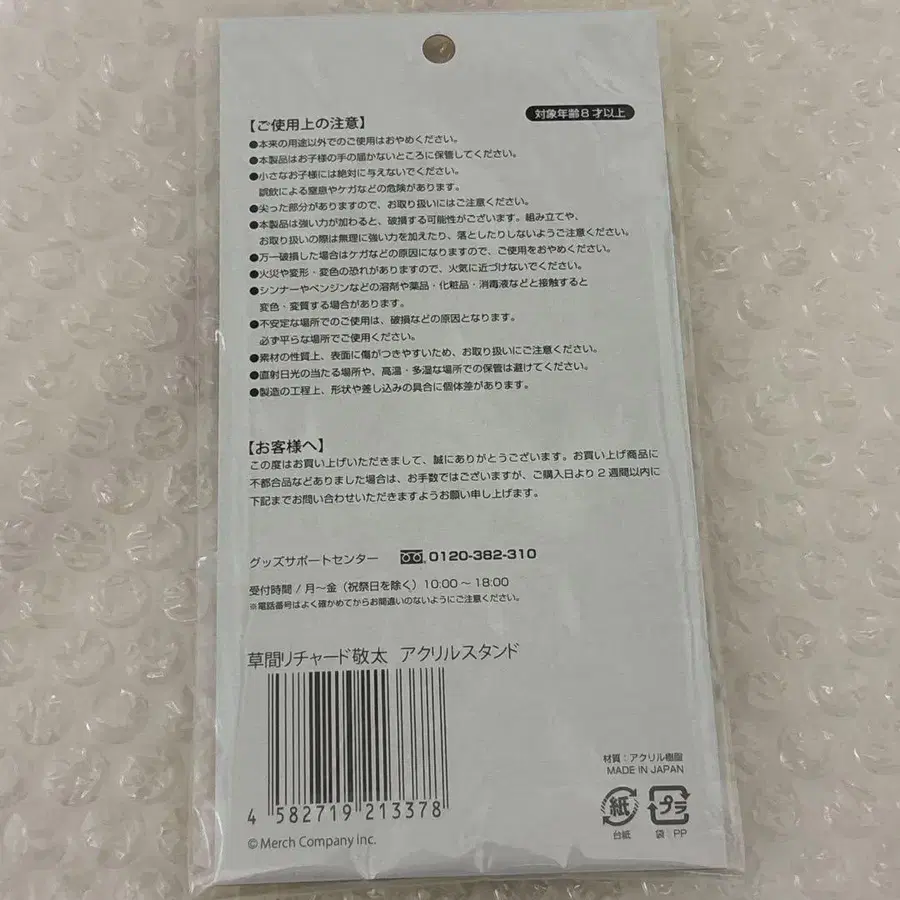 対象年齢8才以上
【ご使用上の注意】
●本来の用途以外でのご使用はおやめください。
●本製品はお子様の手の届かないところに保管してください。
●小さなお子様には絶対に与えないでください。
誤飲による窒息やケガなどの危険があります。
●尖った部分がありますので、お取り扱いにはご注意ください。
●本製品は強い力が加わると、破損する可能性がございます。組み立てや、
お取り扱いの際は無理に強い力を加えたり、落としたりしないようご注意ください。
●万一破損した場合はケガなどの原因になりますので、ご使用をおやめください。
●火災や変形・変色の恐れがありますので、火気に近づけないでください。
●シンナーやベンジンなどの溶剤や薬品・化粧品・消毒液などと接触すると
変色・変質する場合があります。
●不安定な場所でのご使用は、破損などの原因となります。
必ず平らな場所でご使用ください。
●素材の性質上、表面に傷がつきやすいため、お取り扱いにご注意ください。
●直射日光の当たる場所や、高温・多湿な場所での保管は避けてください。
●製造の工程上、形状や差し込みの具合に個体差があります。
【お客様へ】
この度はお買い上げいただきまして、誠にありがとうございます。お買い上げ商品に
不都合品などありました場合は、お手数ではございますが、ご購入日より2週間以内に
下記までお問い合わせいただきますようお願い申し上げます。
グッズサポートセンター 0120-382-310
受付時間 / 月〜金（祝祭日を除く）10:00 〜 18:00
※電話番号はよく確かめてからお間違いのないようにご注意ください。
草間リチャード敬太 アクリルスタンド
4 582719 213378
© Merch Company inc.
材質：アクリル樹脂
MADE IN JAPAN
紙 プラ
台紙 袋：PP